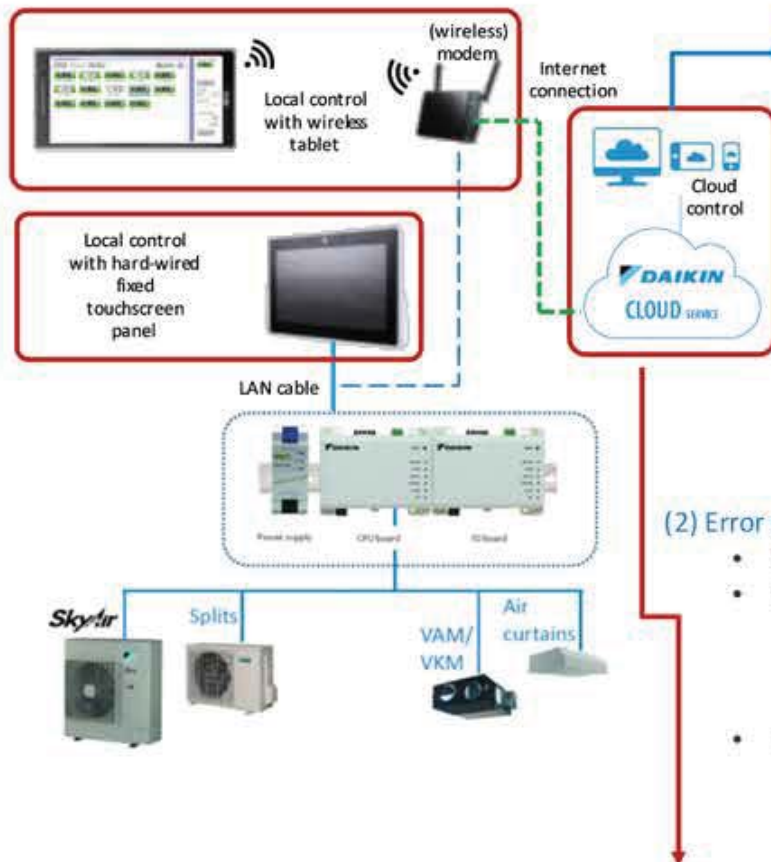 (wireless)
modem
Internet
connection
Local control
with wireless
tablet
Cloud
control
DAIKIN
CLOUD SERVICE
Local control
with hard-wired
fixed
touchscreen
panel
LAN cable
DAIKIN
DAIKIN
Power supply
CPU board
IO board
(2) Error
SkyAir
Splits
VAM/
VKM
Air
curtains